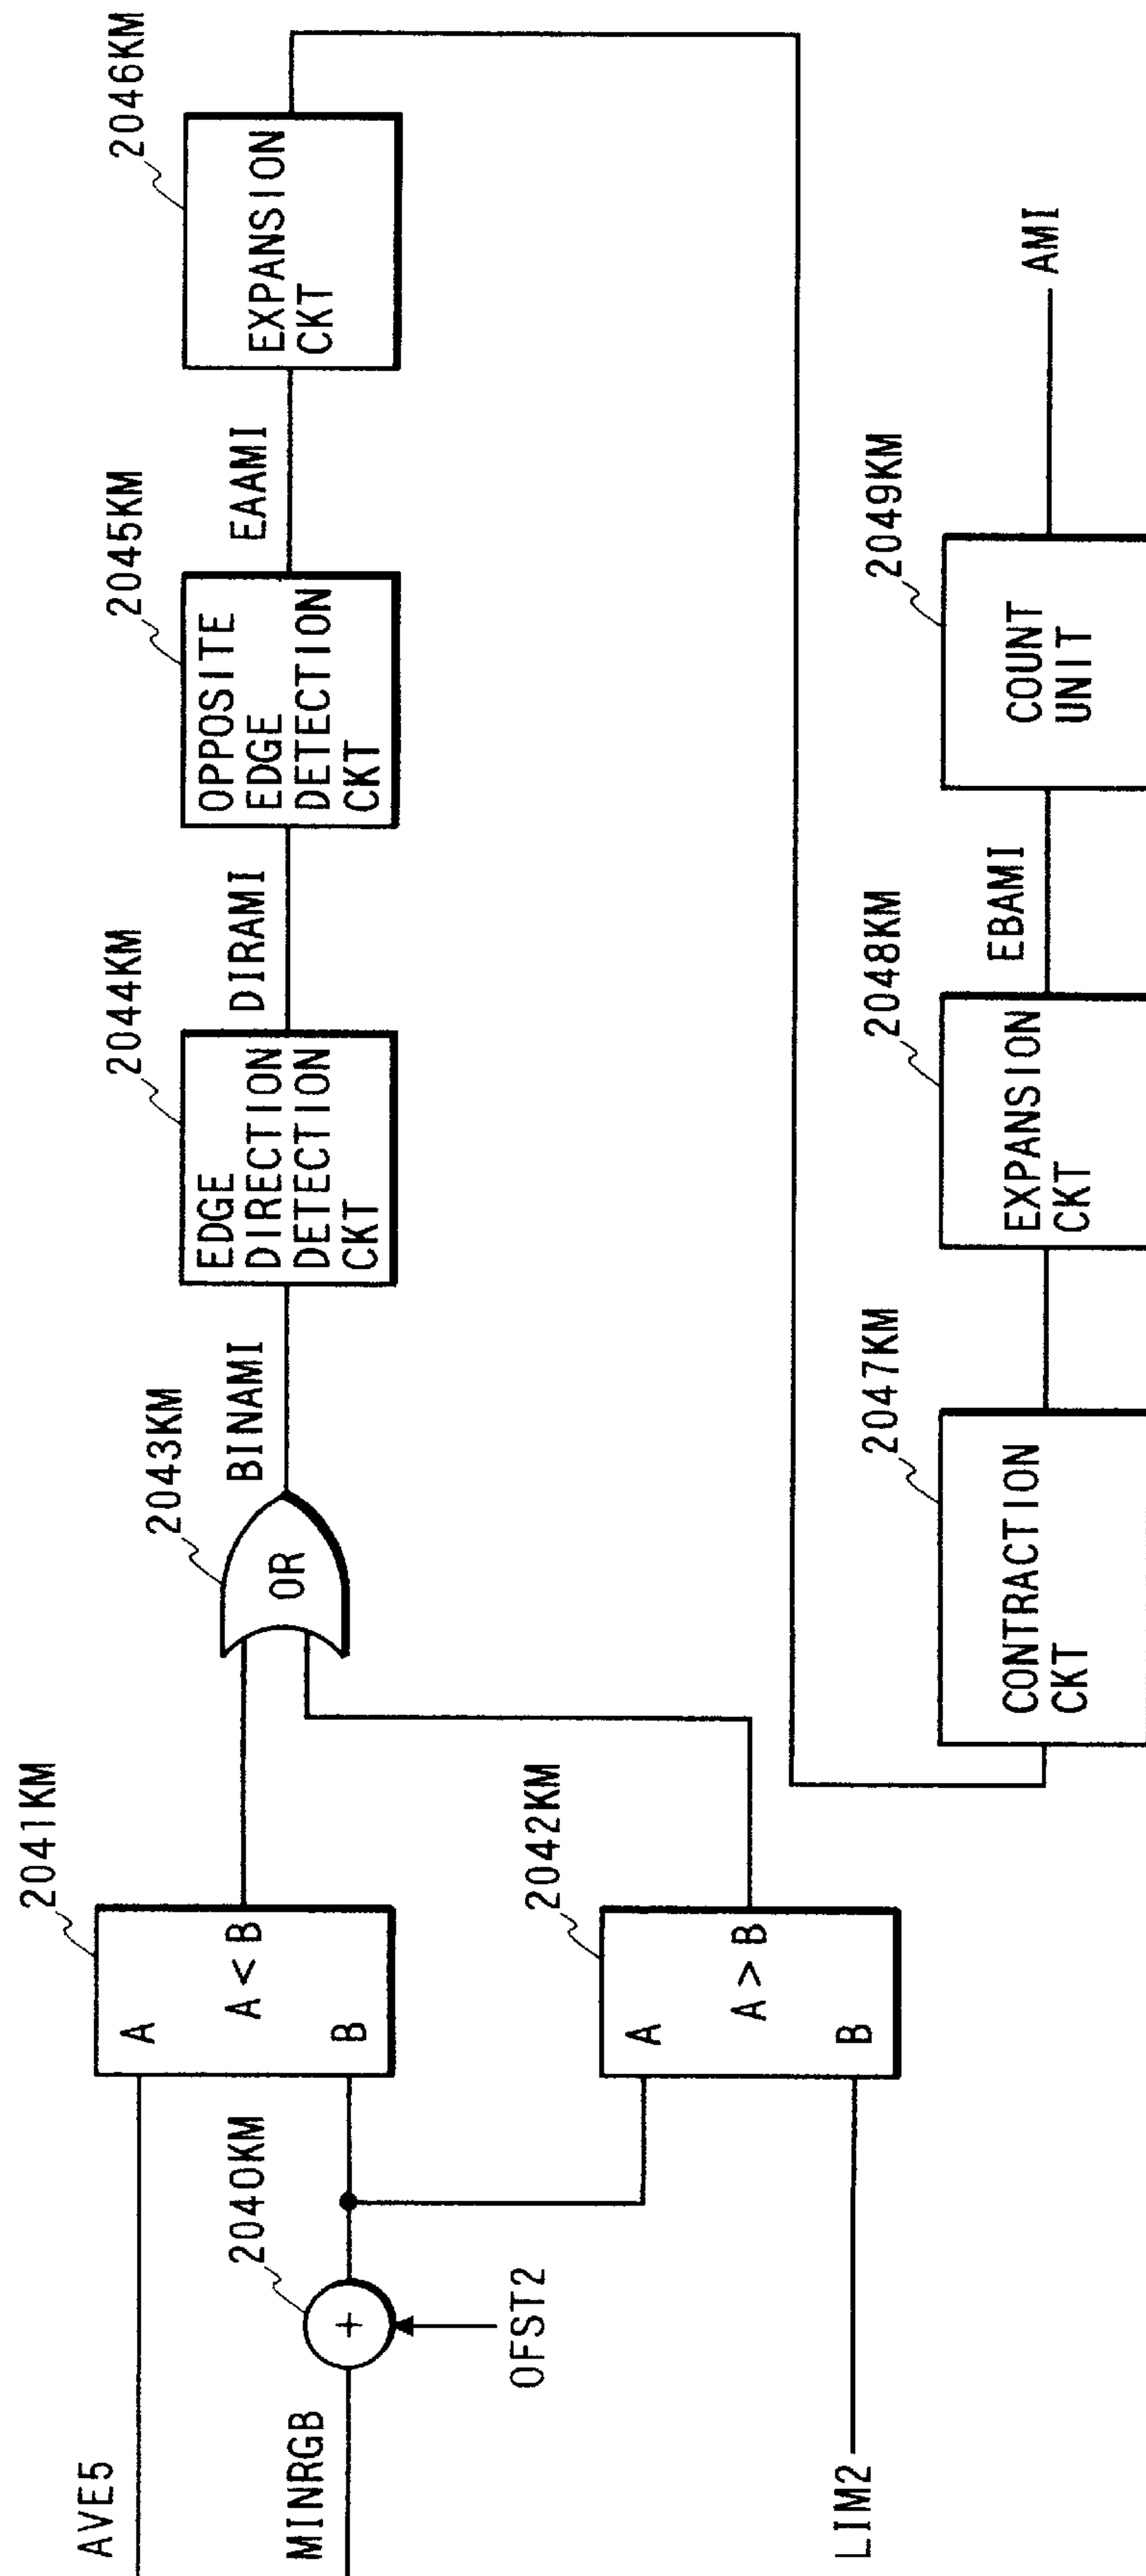 AVE5
MINRGB
OFST2
LIM2
2040KM
+
2041KM
A
A < B
B
2042KM
A
A > B
B
2043KM
OR
BINAMI
2044KM
EDGE
DIRECTION
DETECTION
CKT
DIRAMI
2045KM
OPPOSITE
EDGE
DETECTION
CKT
EAAMI
2046KM
EXPANSION
CKT
2047KM
CONTRACTION
CKT
2048KM
EXPANSION
CKT
EBAMI
2049KM
COUNT
UNIT
AMI